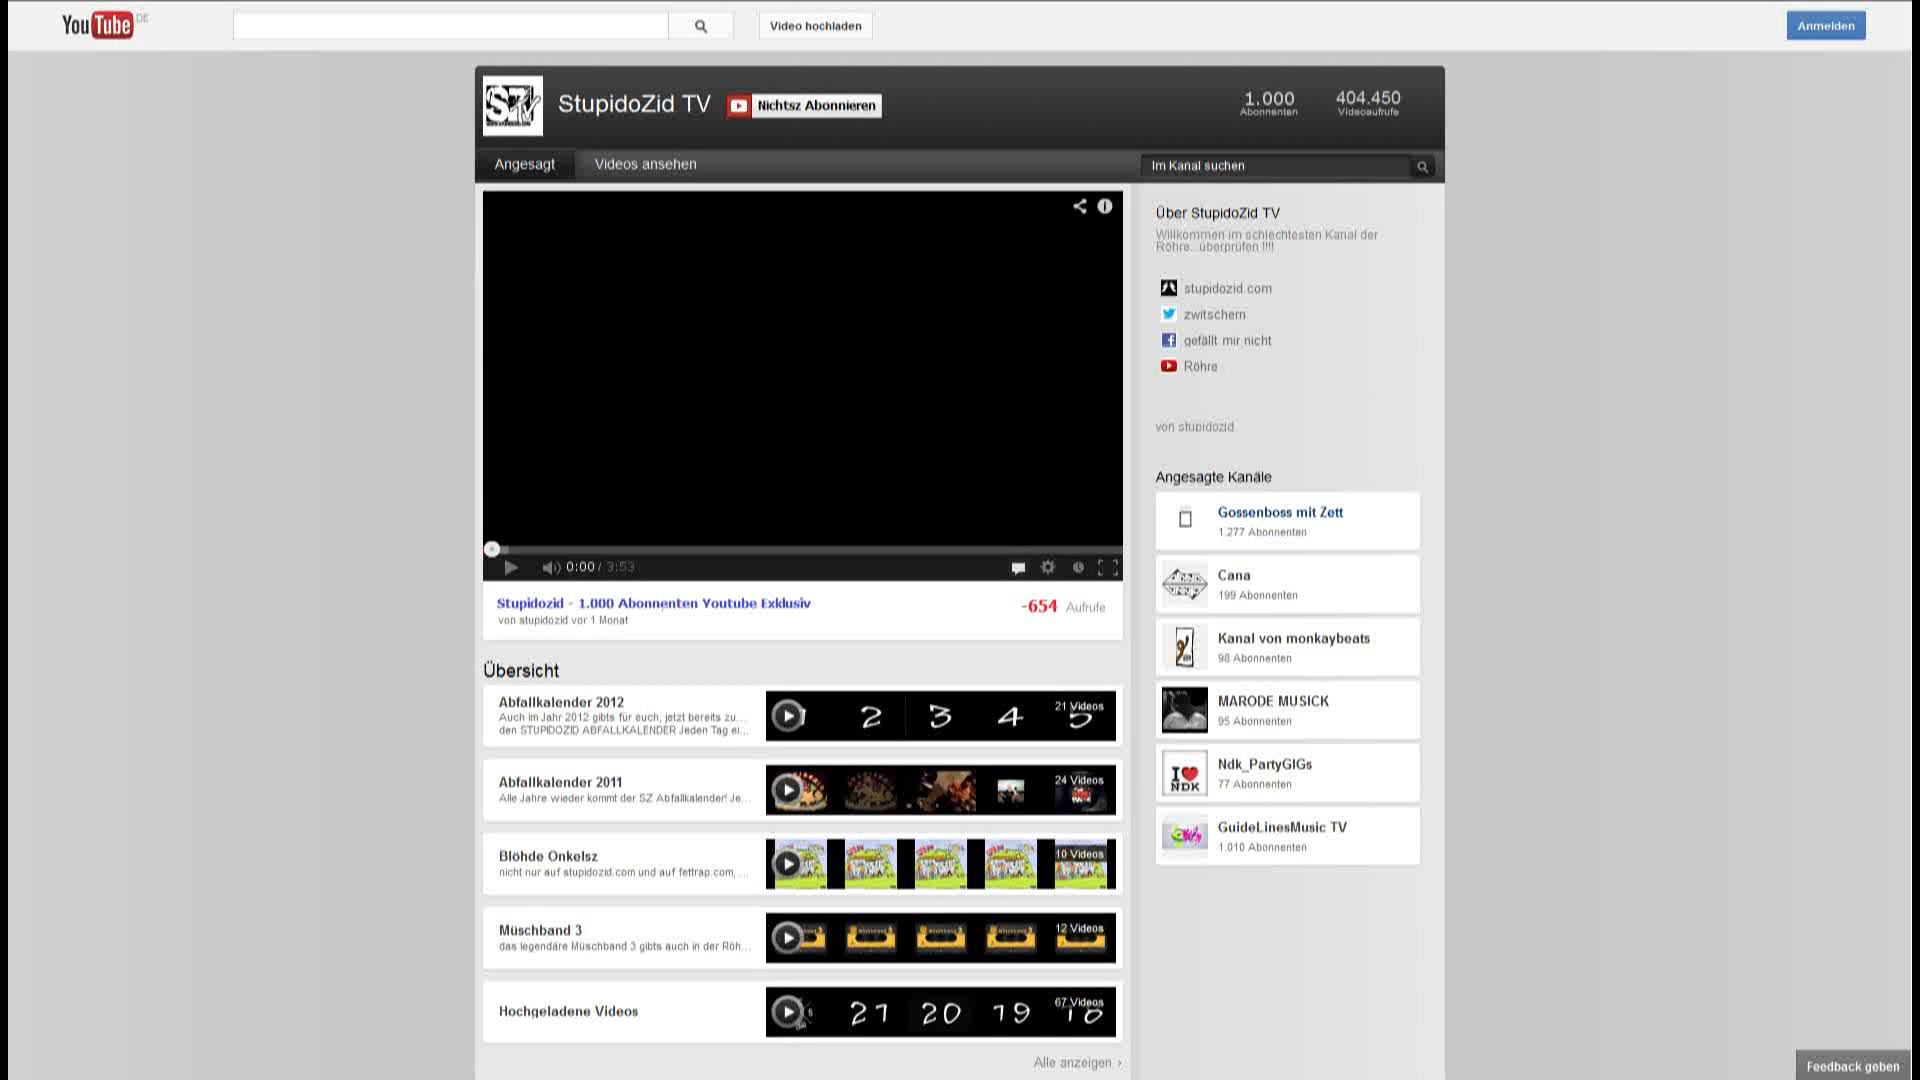 YouTube DE
Video hochladen
Anmelden
StupidoZid TV
Nichtsz Abonnieren
1.000
Abonnenten
404.450
Videoaufrufe
Angesagt
Videos ansehen
Im Kanal suchen
0:00 / 3:53
Stupidozid - 1.000 Abonnenten Youtube Exklusiv
von stupidozid vor 1 Monat
-654 Aufrufe
Übersicht
Abfallkalender 2012
Auch im Jahr 2012 gibts für euch, jetzt bereits zu...
den STUPIDOZID ABFALLKALENDER Jeden Tag ei...
2 3 4 5
21 Videos
Abfallkalender 2011
Alle Jahre wieder kommt der SZ Abfallkalender! Je...
24 Videos
Blöhde Onkelsz
nicht nur auf stupidozid.com und auf fettrap.com, ...
10 Videos
Müschband 3
das legendäre Müschband 3 gibts auch in der Röh...
12 Videos
Hochgeladene Videos
21 20 19 18
67 Videos
Alle anzeigen ›
Über StupidoZid TV
Willkommen im schlechtesten Kanal der
Röhre.. überprüfen !!!!
stupidozid.com
zwitschern
gefällt mir nicht
Röhre
von stupidozid
Angesagte Kanäle
Gossenboss mit Zett
1.277 Abonnenten
Cana
199 Abonnenten
Kanal von monkaybeats
98 Abonnenten
MARODE MUSICK
95 Abonnenten
I NDK
Ndk_PartyGIGs
77 Abonnenten
GuideLinesMusic TV
1.010 Abonnenten
Feedback geben